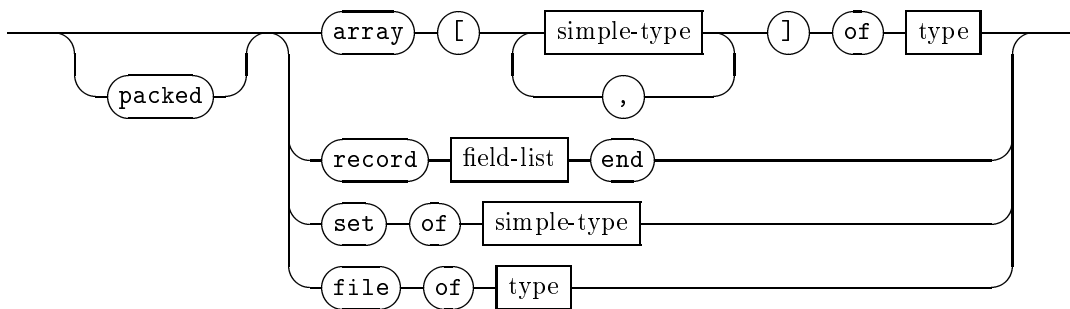 array [ simple-type ] of type
packed ,
record field-list end
set of simple-type
file of type